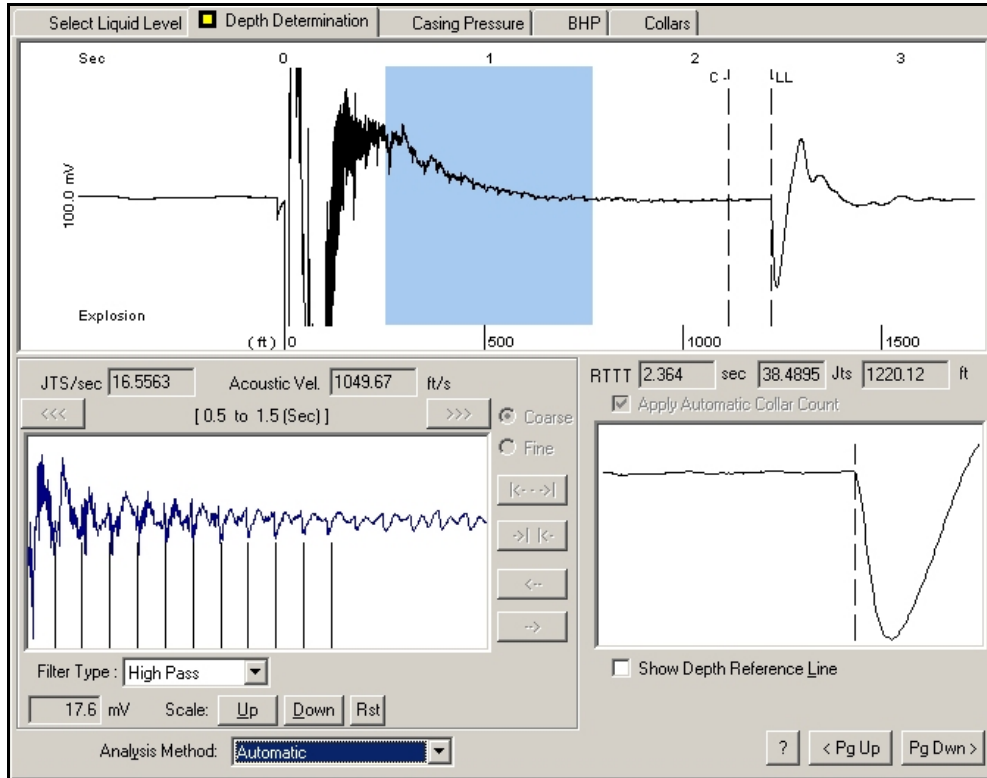 Select Liquid Level Depth Determination Casing Pressure BHP Collars
Sec 0 1 2 3
C LL
100.0 mV
Explosion
(ft) 0 500 1000 1500
JTS/sec 16.5563 Acoustic Vel. 1049.67 ft/s
<<< [ 0.5 to 1.5 (Sec) ] >>>
Coarse
Fine
|<--->|
->| |<-
<--
-->
Filter Type : High Pass
17.6 mV Scale: Up Down Rst
Analysis Method: Automatic
RTTT 2.364 sec 38.4895 Jts 1220.12 ft
Apply Automatic Collar Count
Show Depth Reference Line
? < Pg Up Pg Dwn >